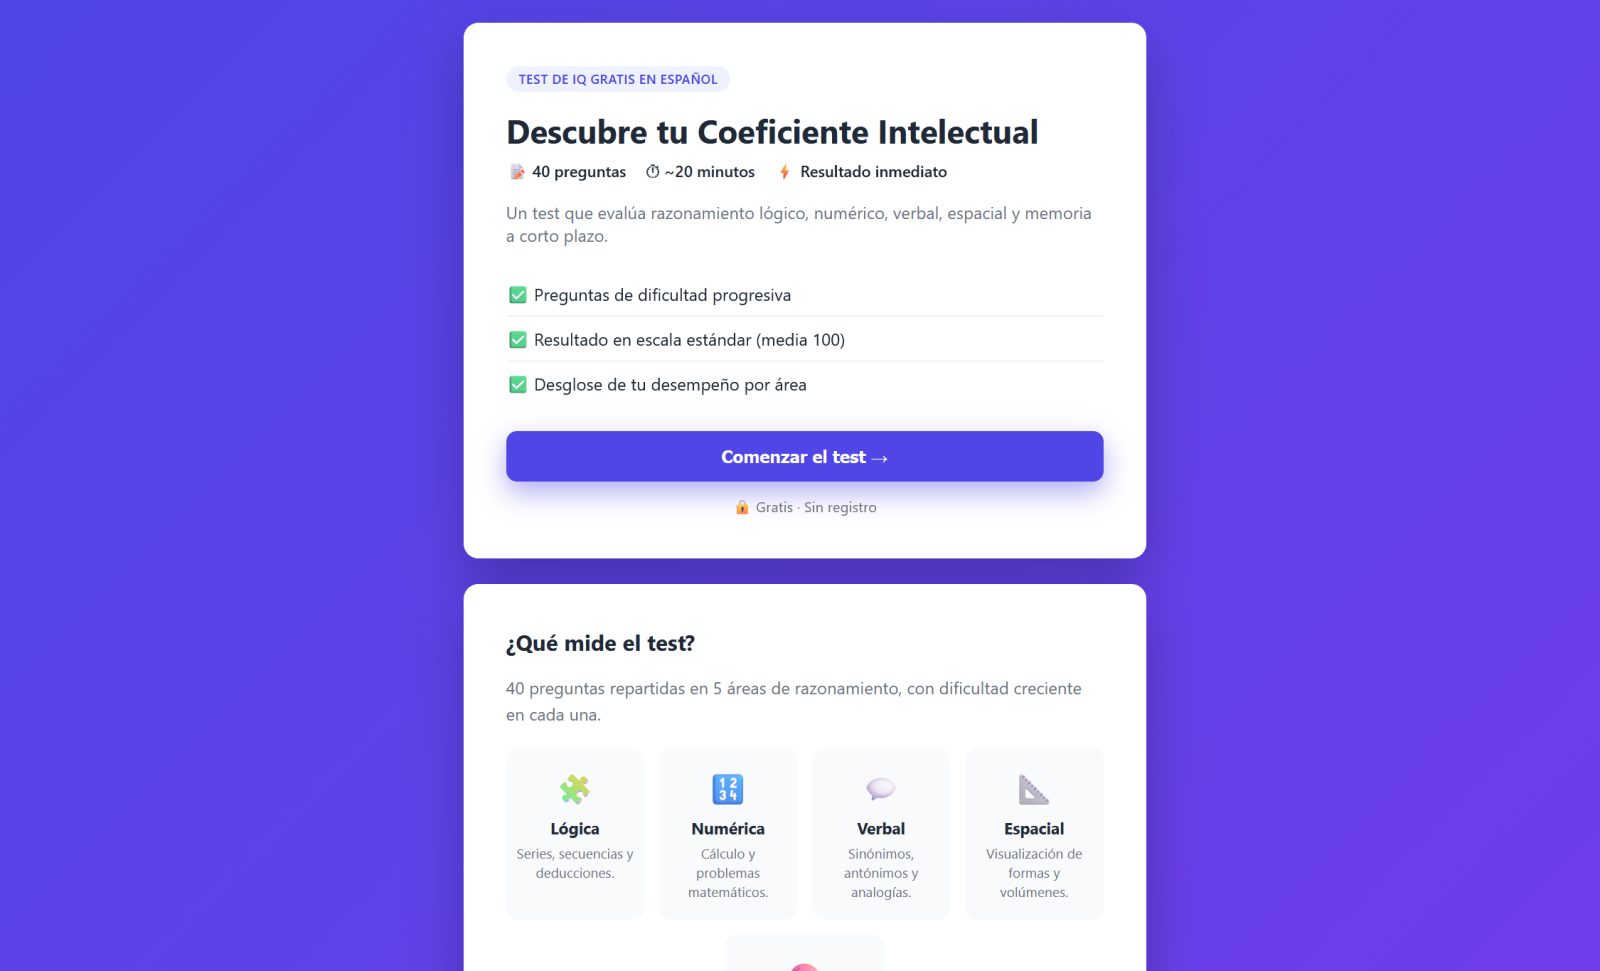 TEST DE IQ GRATIS EN ESPAÑOL
Descubre tu Coeficiente Intelectual
40 preguntas
~20 minutos
Resultado inmediato
Un test que evalúa razonamiento lógico, numérico, verbal, espacial y memoria
a corto plazo.
Preguntas de dificultad progresiva
Resultado en escala estándar (media 100)
Desglose de tu desempeño por área
Comenzar el test →
Gratis · Sin registro
¿Qué mide el test?
40 preguntas repartidas en 5 áreas de razonamiento, con dificultad creciente
en cada una.
Lógica
Series, secuencias y
deducciones.
1 2
3 4
Numérica
Cálculo y
problemas
matemáticos.
Verbal
Sinónimos,
antónimos y
analogías.
Espacial
Visualización de
formas y
volúmenes.